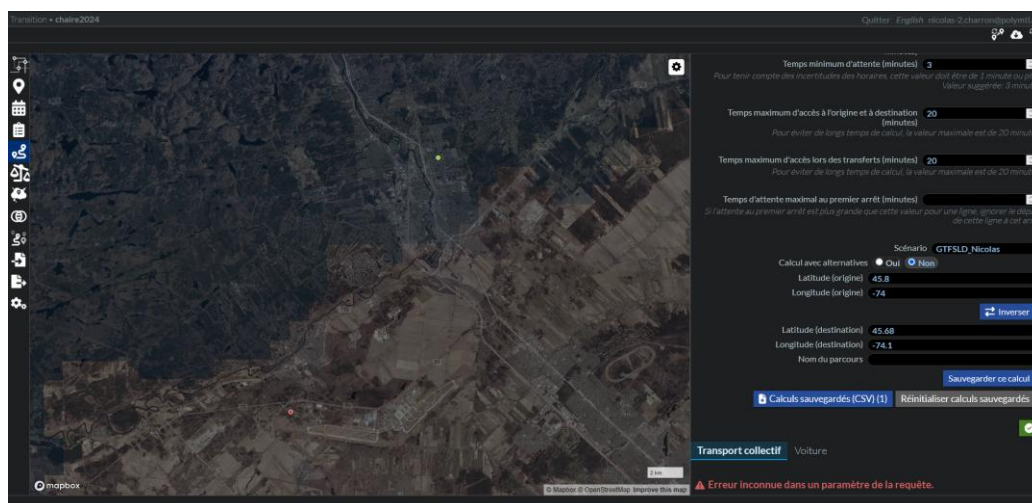 Transition • chaire2024
Quitter English nicolas-2.charron@polymtl.
Temps minimum d'attente (minutes) 3
Pour tenir compte des incertitudes des horaires, cette valeur doit être de 1 minute ou pl
Valeur suggérée: 3 minut
Temps maximum d'accès à l'origine et à destination 20
(minutes)
Pour éviter de longs temps de calcul, la valeur maximale est de 20 minut
Temps maximum d'accès lors des transferts (minutes) 20
Pour éviter de longs temps de calcul, la valeur maximale est de 20 minut
Temps d'attente maximal au premier arrêt (minutes)
Si l'attente au premier arrêt est plus grande que cette valeur pour une ligne, ignorer le dép
de cette ligne à cet arr
Scénario GTFSLD_Nicolas
Calcul avec alternatives Oui Non
Latitude (origine) 45.8
Longitude (origine) -74
Inverser
Latitude (destination) 45.68
Longitude (destination) -74.1
Nom du parcours
Sauvegarder ce calcul
Calculs sauvegardés (CSV) (1) Réinitialiser calculs sauvegardés
Transport collectif Voiture
Erreur inconnue dans un paramètre de la requête.
2 km
mapbox
© Mapbox © OpenStreetMap Improve this map